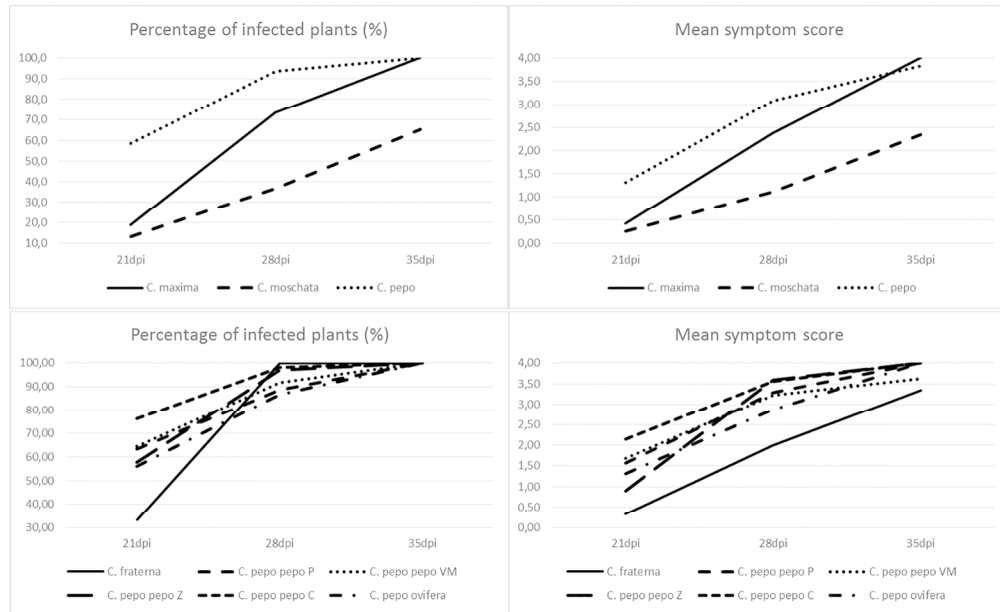 Percentage of infected plants (%)
100,0
90,0
80,0
70,0
60,0
50,0
40,0
30,0
20,0
10,0
21dpi 28dpi 35dpi
C. maxima C. moschata C. pepo
Mean symptom score
4,00
3,50
3,00
2,50
2,00
1,50
1,00
0,50
0,00
21dpi 28dpi 35dpi
C. maxima C. moschata C. pepo
Percentage of infected plants (%)
100,00
90,00
80,00
70,00
60,00
50,00
40,00
30,00
21dpi 28dpi 35dpi
C. fraterna C. pepo pepo P C. pepo pepo VM
C. pepo pepo Z C. pepo pepo C C. pepo ovifera
Mean symptom score
4,00
3,50
3,00
2,50
2,00
1,50
1,00
0,50
0,00
21dpi 28dpi 35dpi
C. fraterna C. pepo pepo P C. pepo pepo VM
C. pepo pepo Z C. pepo pepo C C. pepo ovifera